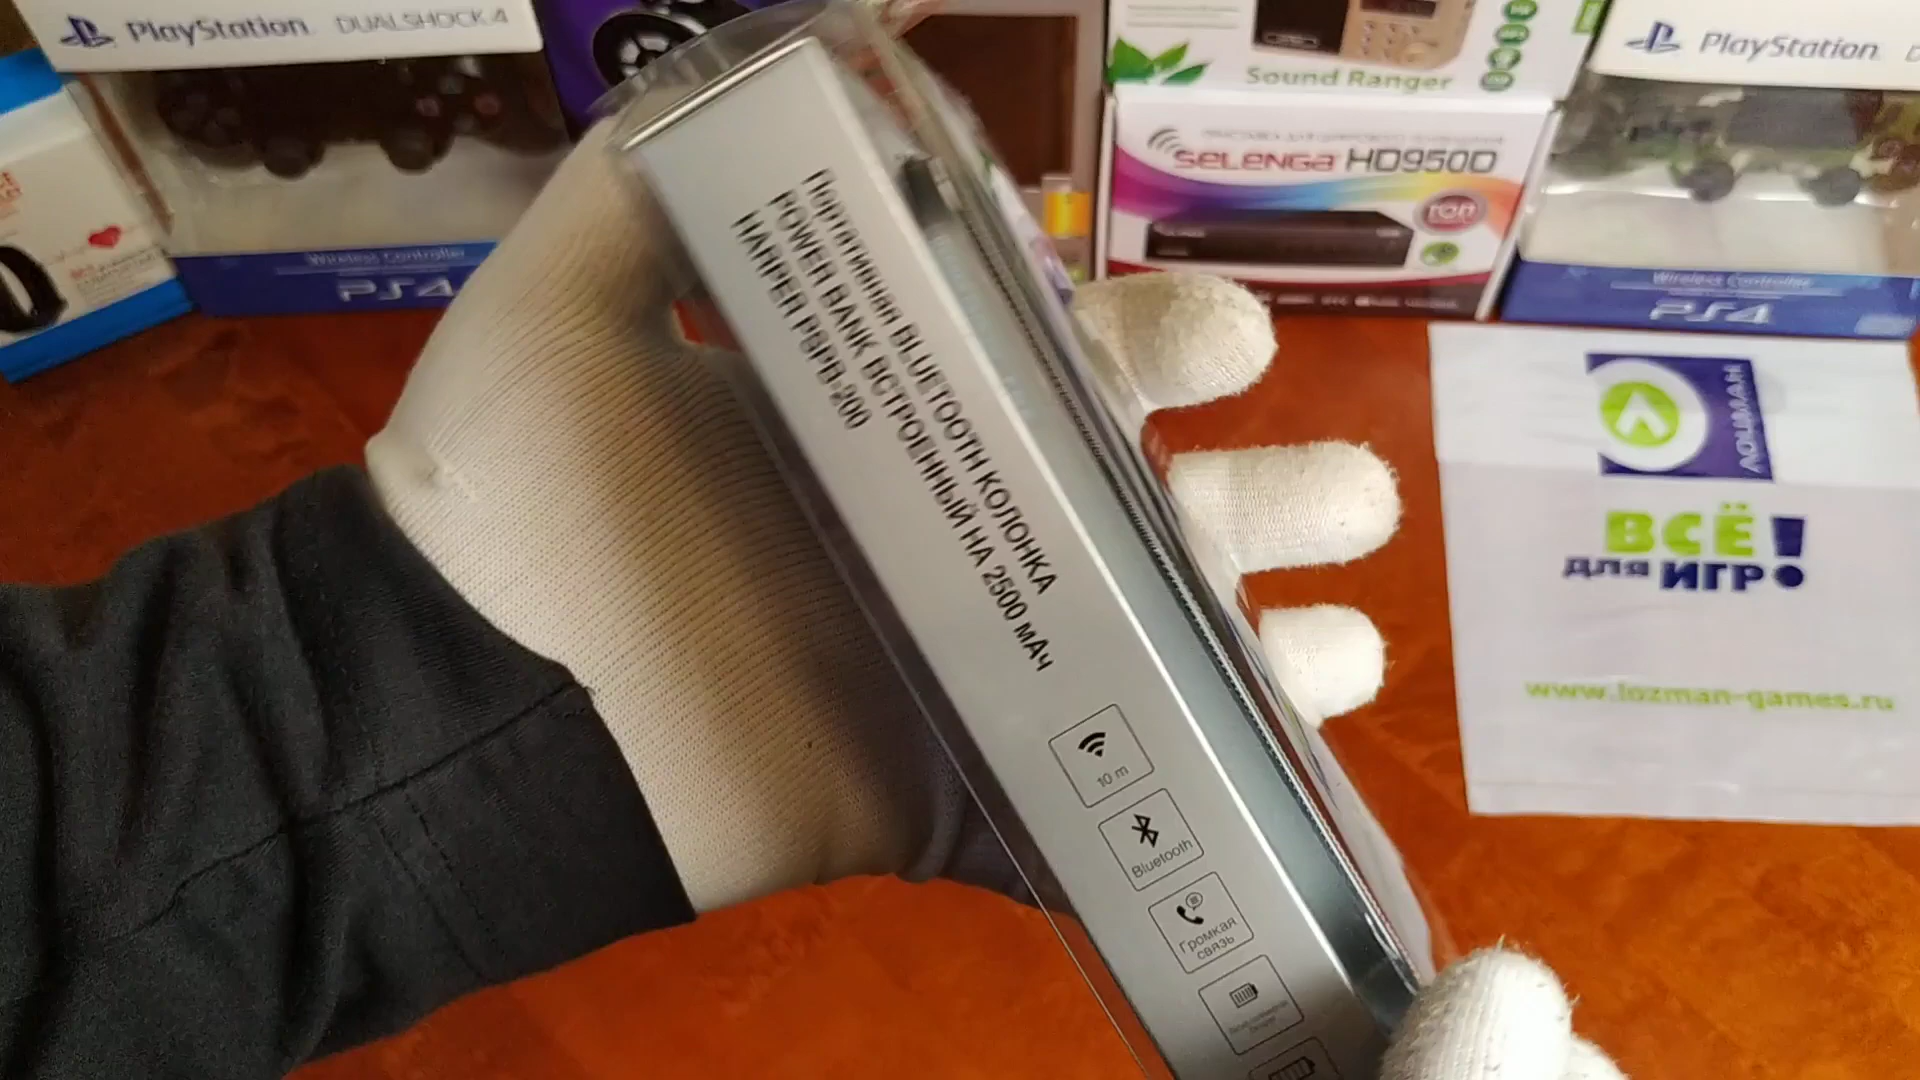 PlayStation DUALSHOCK 4
Sound Ranger
SELENGA HD950D
ТОП
PlayStation
Wireless Controller
PS4
Wireless Controller
PS4
Портативная BLUETOOTH КОЛОНКА
POWER BANK ВСТРОЕННЫЙ НА 2500 мАч
HARPER PSPB-200
10 m
Bluetooth
Громкая
связь
ЛОЦМАН
ВСЁ
для ИГР!
www.lozman-games.ru